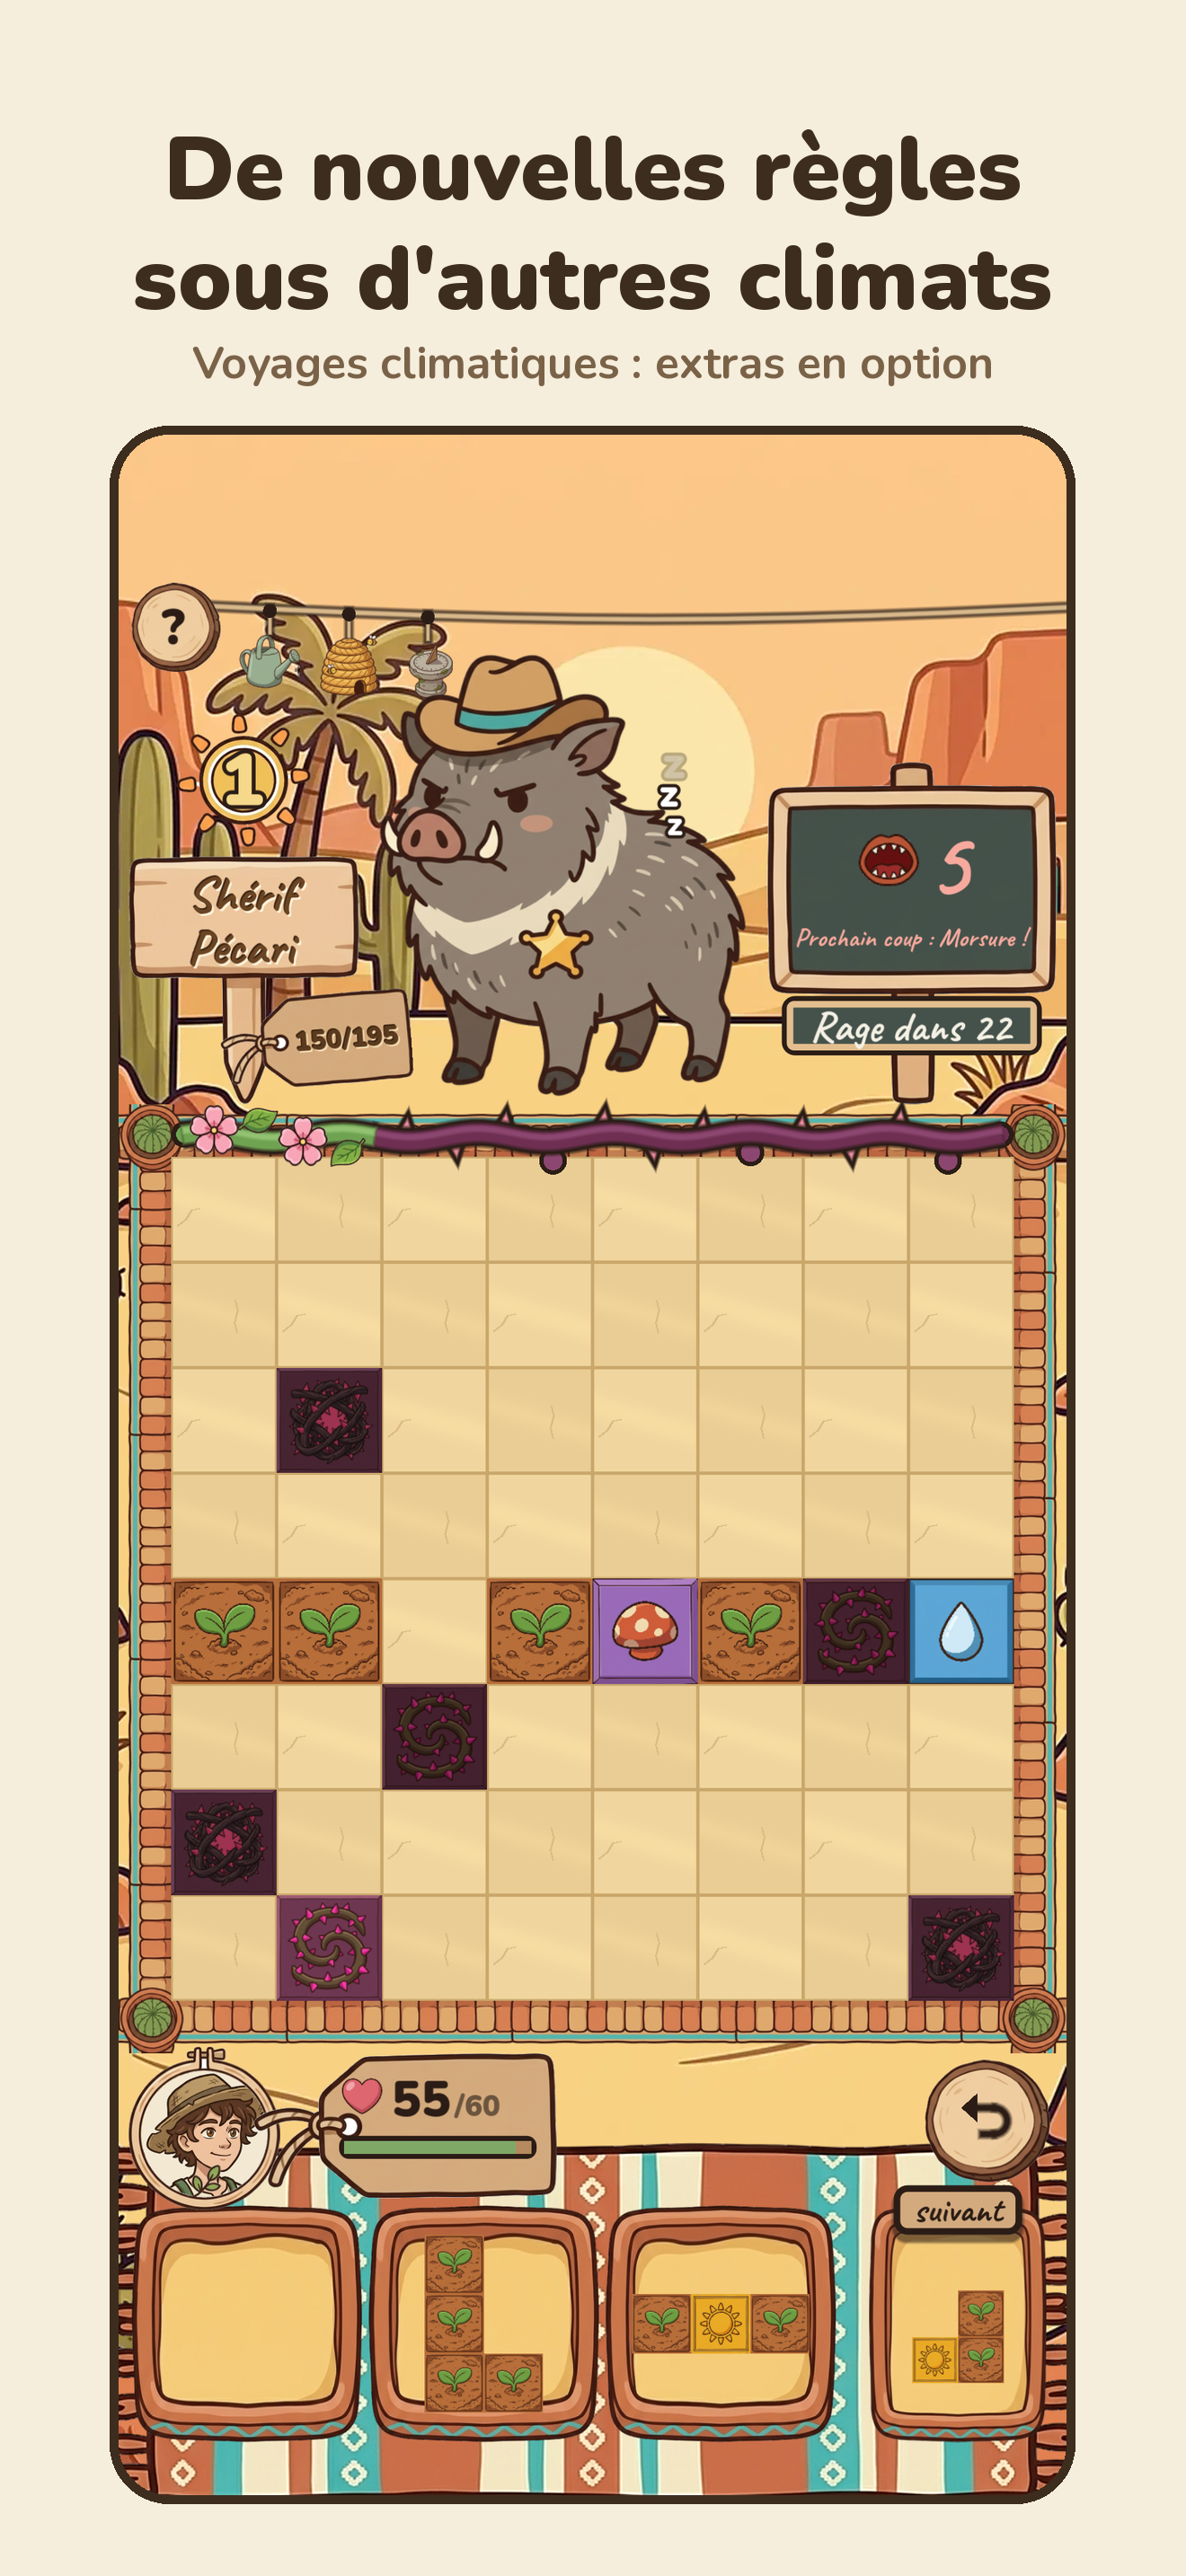 De nouvelles règles
sous d'autres climats
Voyages climatiques : extras en option
?
z
z
z
1
Shérif
Pécari
150/195
5
Prochain coup : Morsure !
Rage dans 22
55/60
suivant